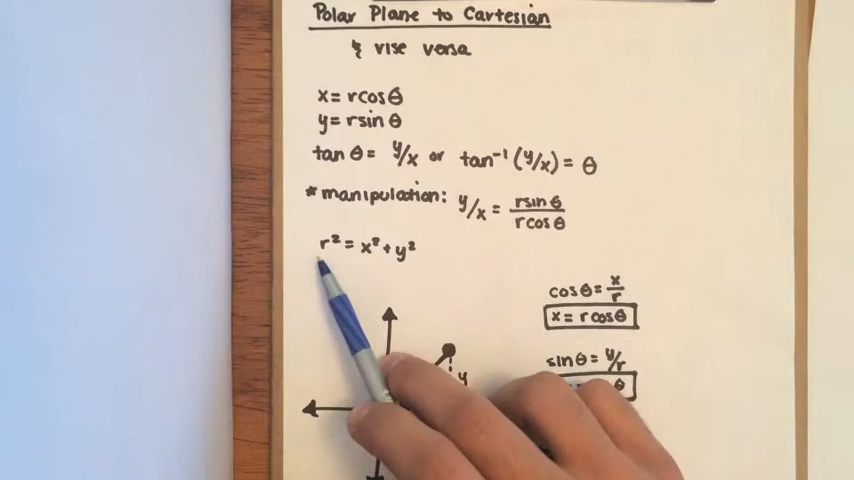 Polar Plane to Cartesian
& vise versa
x = rcosθ
y = rsinθ
tan θ = y/x or tan⁻¹ (y/x) = θ
* manipulation: y/x = rsinθ / rcosθ
r² = x² + y²
cosθ = x/r
x = rcosθ
sinθ = y/r
θ
y